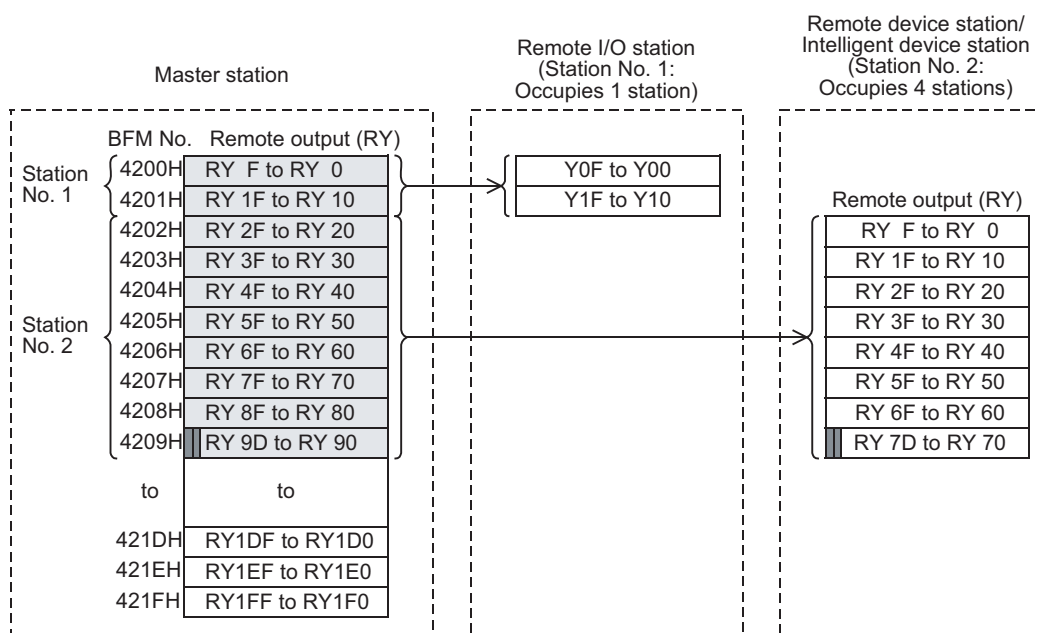 Master station
Remote I/O station
(Station No. 1:
Occupies 1 station)
Remote device station/
Intelligent device station
(Station No. 2:
Occupies 4 stations)
BFM No. Remote output (RY)
Station
No. 1
4200H RY F to RY 0
4201H RY 1F to RY 10
Station
No. 2
4202H RY 2F to RY 20
4203H RY 3F to RY 30
4204H RY 4F to RY 40
4205H RY 5F to RY 50
4206H RY 6F to RY 60
4207H RY 7F to RY 70
4208H RY 8F to RY 80
4209H RY 9D to RY 90
to to
421DH RY1DF to RY1D0
421EH RY1EF to RY1E0
421FH RY1FF to RY1F0
Y0F to Y00
Y1F to Y10
Remote output (RY)
RY F to RY 0
RY 1F to RY 10
RY 2F to RY 20
RY 3F to RY 30
RY 4F to RY 40
RY 5F to RY 50
RY 6F to RY 60
RY 7D to RY 70